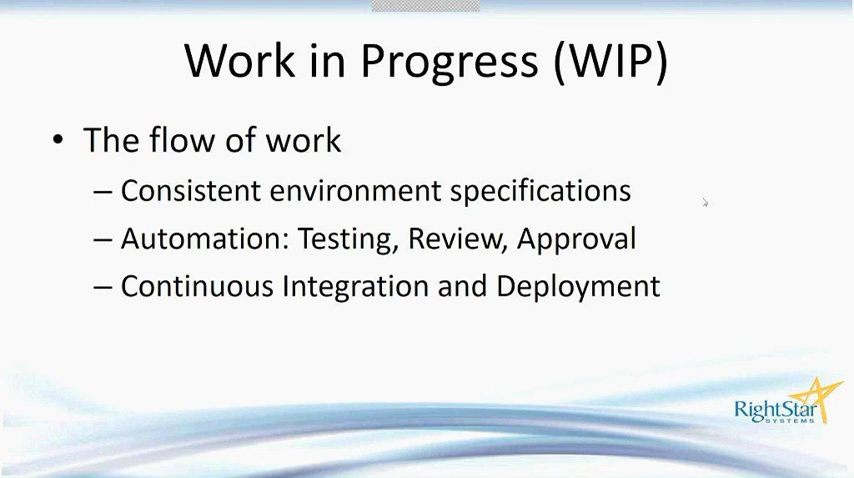 Work in Progress (WIP)
• The flow of work
– Consistent environment specifications
– Automation: Testing, Review, Approval
– Continuous Integration and Deployment
RightStar
SYSTEMS